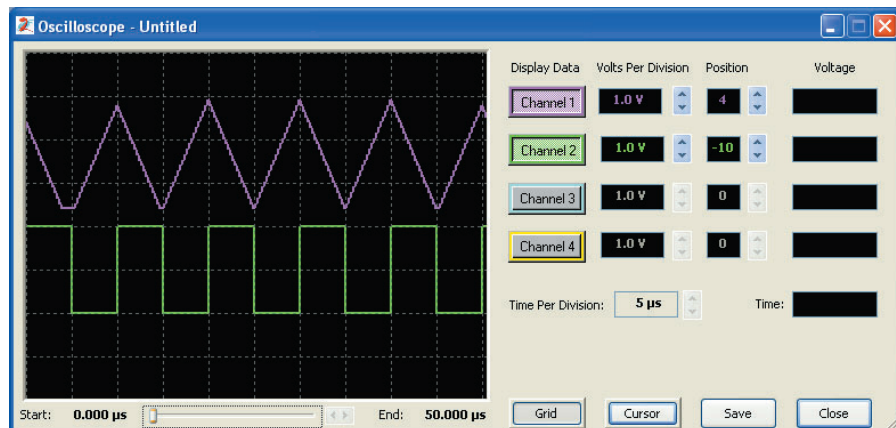 Oscilloscope - Untitled
Display Data Volts Per Division Position Voltage
Channel 1 1.0 V 4
Channel 2 1.0 V -10
Channel 3 1.0 V 0
Channel 4 1.0 V 0
Time Per Division: 5 µs Time:
Start: 0.000 µs End: 50.000 µs Grid Cursor Save Close